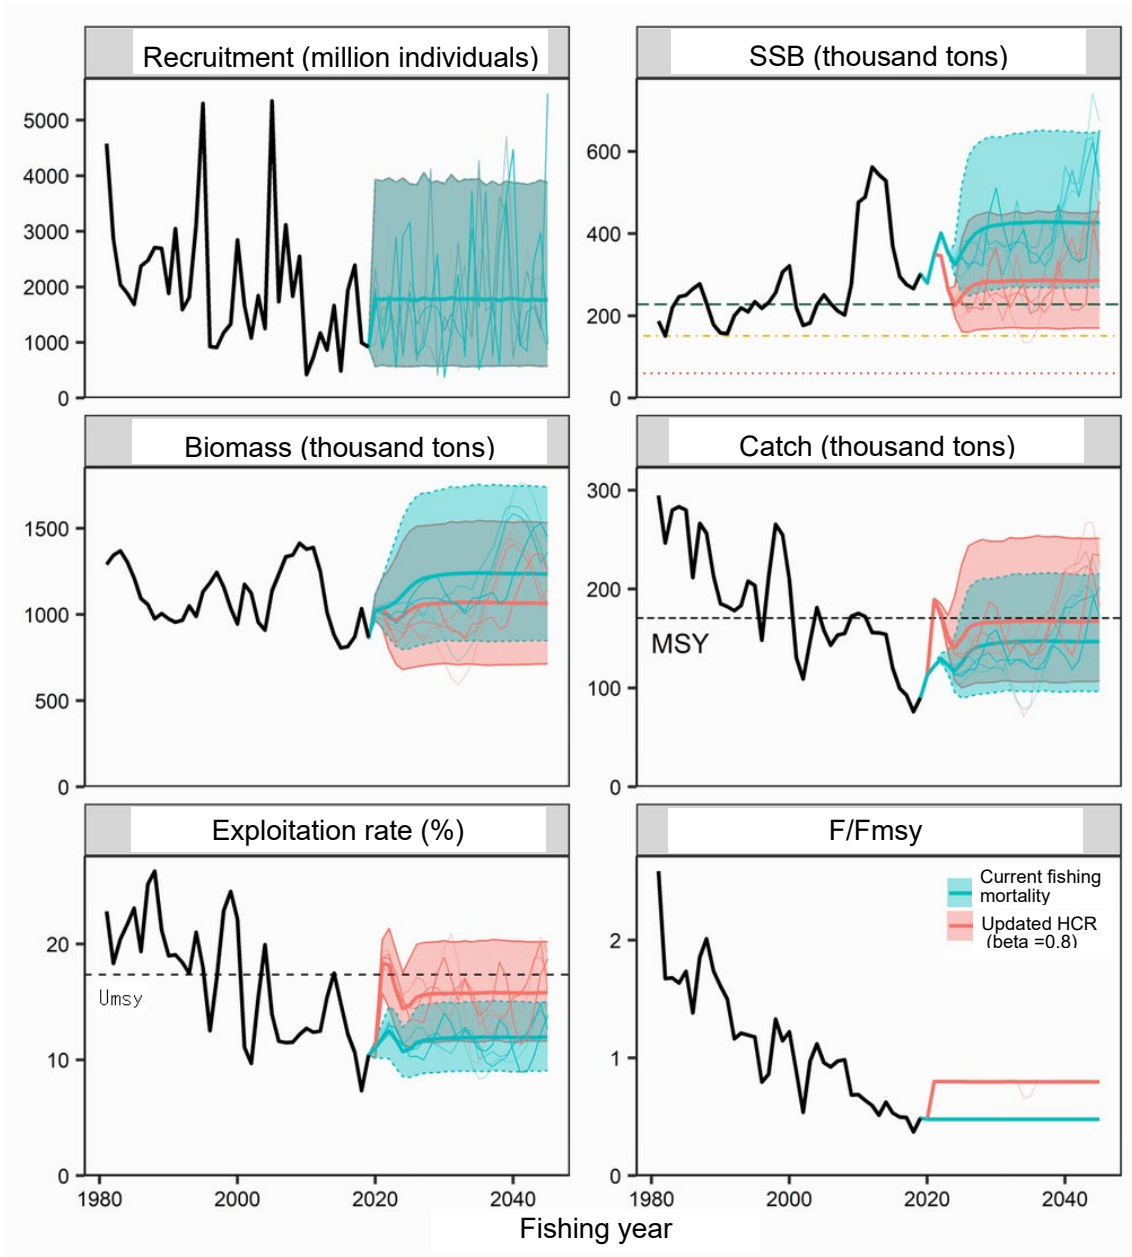 Recruitment (million individuals)
SSB (thousand tons)
5000
4000
3000
2000
1000
0
600
400
200
0
Biomass (thousand tons)
Catch (thousand tons)
1500
1000
500
0
300
200
100
0
MSY
Exploitation rate (%)
F/Fmsy
20
10
0
Umsy
2
1
0
Current fishing
mortality
Updated HCR
(beta =0.8)
1980
2000
2020
2040
1980
2000
2020
2040
Fishing year